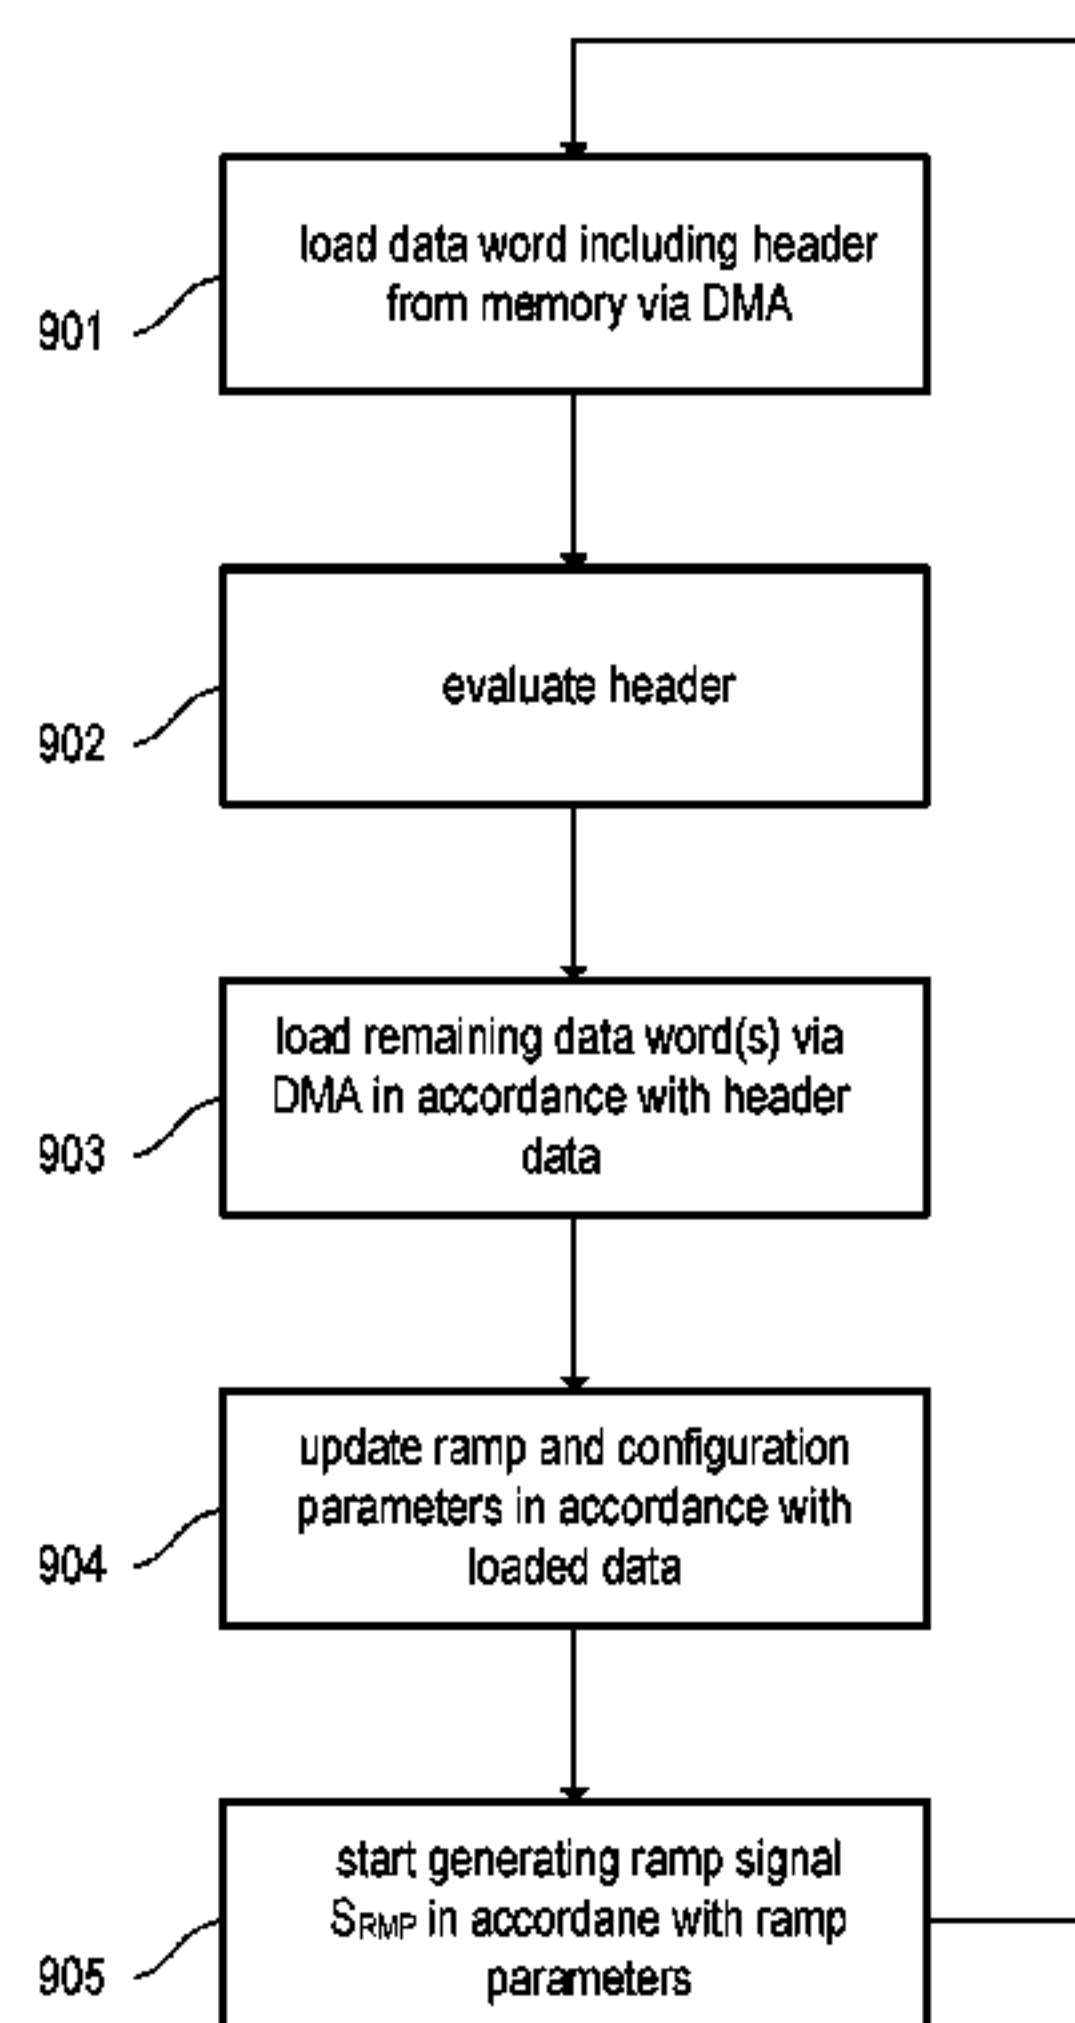 load data word including header
from memory via DMA
901
evaluate header
902
load remaining data word(s) via
DMA in accordance with header
data
903
update ramp and configuration
parameters in accordance with
loaded data
904
start generating ramp signal
SRMP in accordane with ramp
parameters
905